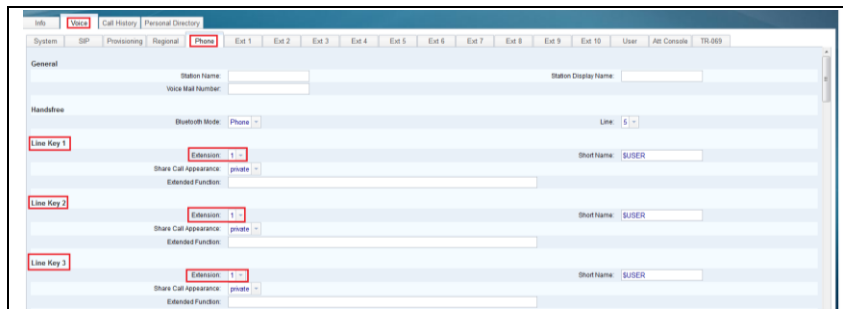 Info Voice Call History Personal Directory
System SIP Provisioning Regional Phone Ext 1 Ext 2 Ext 3 Ext 4 Ext 5 Ext 6 Ext 7 Ext 8 Ext 9 Ext 10 User Att Console TR-069
General
Station Name: Station Display Name:
Voice Mail Number:
Handsfree
Bluetooth Mode: Phone Line: 5
Line Key 1
Extension: 1 Short Name: $USER
Share Call Appearance: private
Extended Function:
Line Key 2
Extension: 1 Short Name: $USER
Share Call Appearance: private
Extended Function:
Line Key 3
Extension: 1 Short Name: $USER
Share Call Appearance: private
Extended Function: